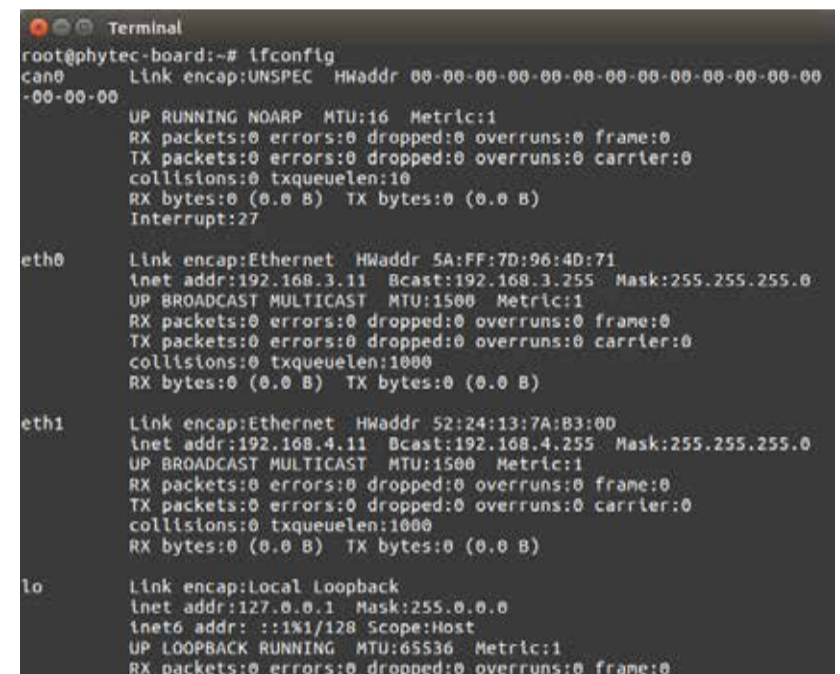 Terminal
root@phytec-board:~# ifconfig
can0 Link encap:UNSPEC HWaddr 00-00-00-00-00-00-00-00-00-00-00-00-00
-00-00-00
UP RUNNING NOARP MTU:16 Metric:1
RX packets:0 errors:0 dropped:0 overruns:0 frame:0
TX packets:0 errors:0 dropped:0 overruns:0 carrier:0
collisions:0 txqueuelen:10
RX bytes:0 (0.0 B) TX bytes:0 (0.0 B)
Interrupt:27
eth0 Link encap:Ethernet HWaddr 5A:FF:7D:96:4D:71
inet addr:192.168.3.11 Bcast:192.168.3.255 Mask:255.255.255.0
UP BROADCAST MULTICAST MTU:1500 Metric:1
RX packets:0 errors:0 dropped:0 overruns:0 frame:0
TX packets:0 errors:0 dropped:0 overruns:0 carrier:0
collisions:0 txqueuelen:1000
RX bytes:0 (0.0 B) TX bytes:0 (0.0 B)
eth1 Link encap:Ethernet HWaddr 52:24:13:7A:B3:0D
inet addr:192.168.4.11 Bcast:192.168.4.255 Mask:255.255.255.0
UP BROADCAST MULTICAST MTU:1500 Metric:1
RX packets:0 errors:0 dropped:0 overruns:0 frame:0
TX packets:0 errors:0 dropped:0 overruns:0 carrier:0
collisions:0 txqueuelen:1000
RX bytes:0 (0.0 B) TX bytes:0 (0.0 B)
lo Link encap:Local Loopback
inet addr:127.0.0.1 Mask:255.0.0.0
inet6 addr: ::1%1/128 Scope:Host
UP LOOPBACK RUNNING MTU:65536 Metric:1
RX packets:0 errors:0 dropped:0 overruns:0 frame:0